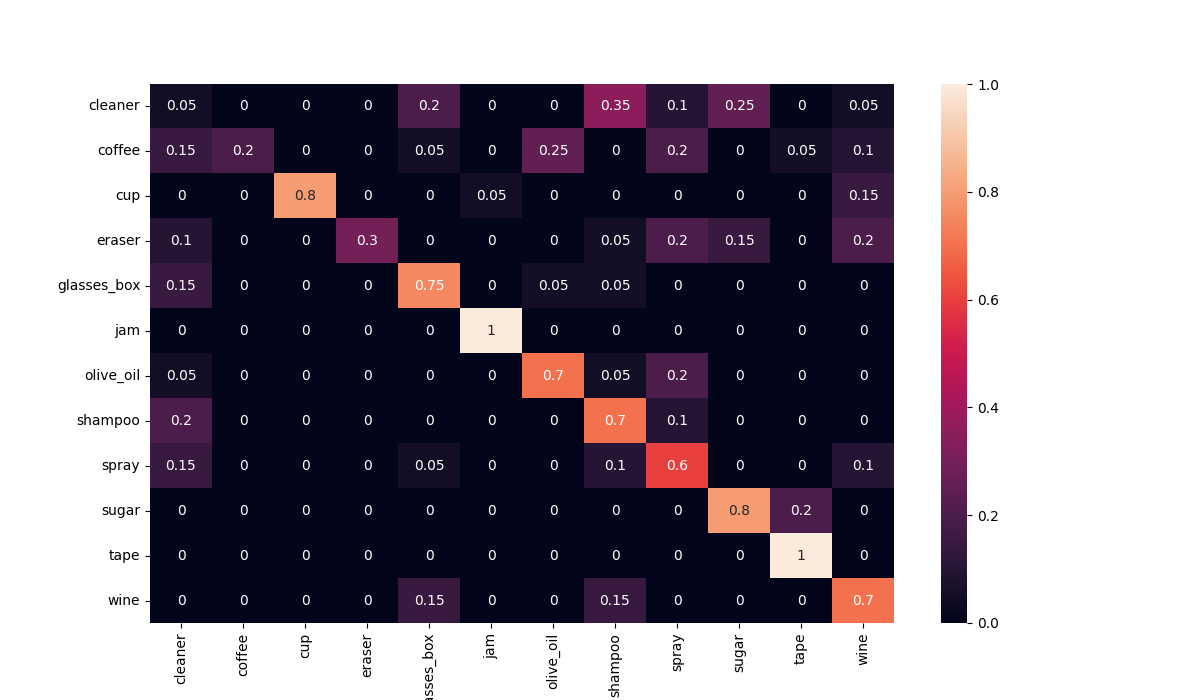 cleaner 0.05 0 0 0 0.2 0 0 0.35 0.1 0.25 0 0.05
coffee 0.15 0.2 0 0 0.05 0 0.25 0 0.2 0 0.05 0.1
cup 0 0 0.8 0 0 0.05 0 0 0 0 0 0.15
eraser 0.1 0 0 0.3 0 0 0 0.05 0.2 0.15 0 0.2
glasses_box 0.15 0 0 0 0.75 0 0.05 0.05 0 0 0 0
jam 0 0 0 0 0 1 0 0 0 0 0 0
olive_oil 0.05 0 0 0 0 0 0.7 0.05 0.2 0 0 0
shampoo 0.2 0 0 0 0 0 0 0.7 0.1 0 0 0
spray 0.15 0 0 0 0.05 0 0 0.1 0.6 0 0 0.1
sugar 0 0 0 0 0 0 0 0 0 0.8 0.2 0
tape 0 0 0 0 0 0 0 0 0 0 1 0
wine 0 0 0 0 0.15 0 0 0.15 0 0 0 0.7
cleaner coffee cup eraser asses_box jam olive_oil shampoo spray sugar tape wine
1.0
0.8
0.6
0.4
0.2
0.0